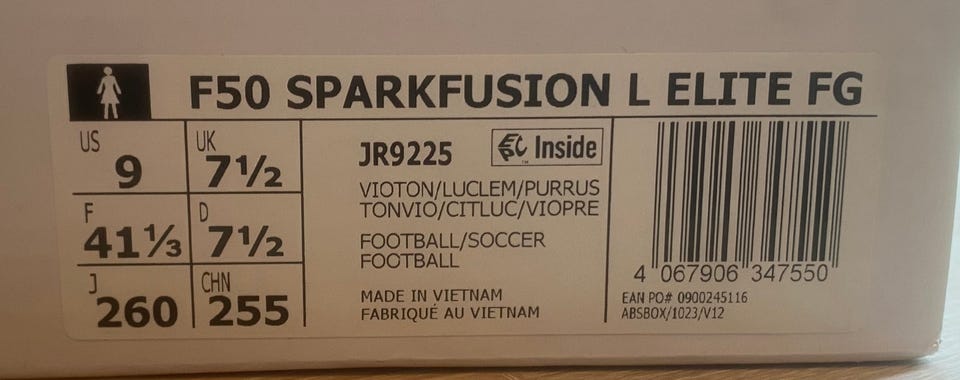 F50 SPARKFUSION L ELITE FG
US 9 UK 7½
F 41⅓ D 7½
J 260 CHN 255
JR9225 EPC Inside
VIOTON/LUCLEM/PURRUS
TONVIO/CITLUC/VIOPRE
FOOTBALL/SOCCER
FOOTBALL
MADE IN VIETNAM
FABRIQUÉ AU VIETNAM
4 067906 347550
EAN PO# 0900245116
ABSBOX/1023/V12